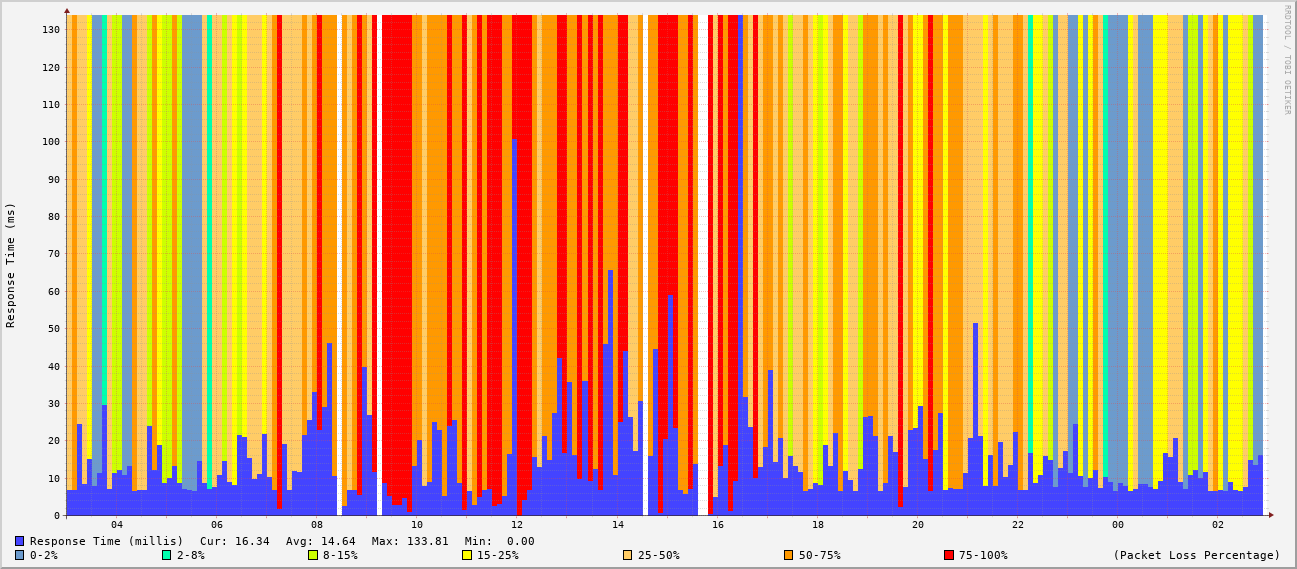 RRDTOOL / TOBI OETIKER
Response Time (ms)
130
120
110
100
90
80
70
60
50
40
30
20
10
0
04 06 08 10 12 14 16 18 20 22 00 02
Response Time (millis) Cur: 16.34 Avg: 14.64 Max: 133.81 Min: 0.00
0-2% 2-8% 8-15% 15-25% 25-50% 50-75% 75-100% (Packet Loss Percentage)